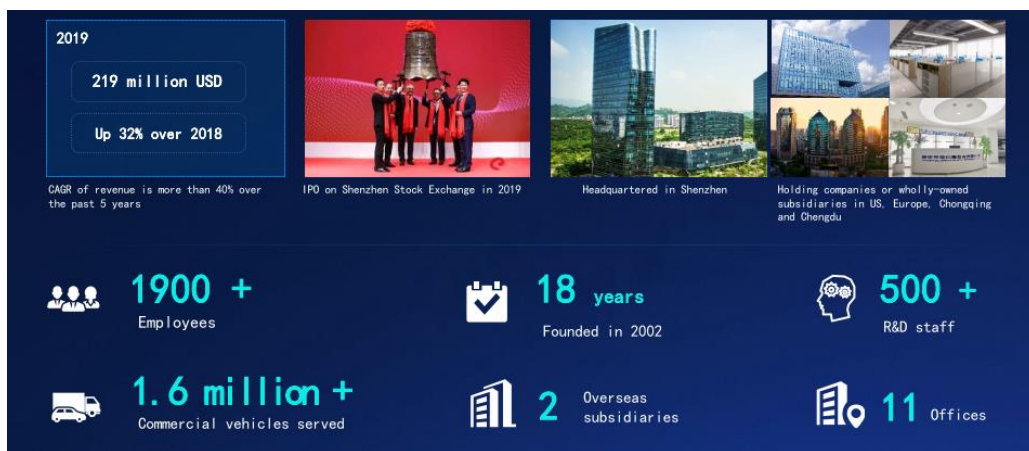 2019
219 million USD
Up 32% over 2018
CAGR of revenue is more than 40% over
the past 5 years
IPO on Shenzhen Stock Exchange in 2019
Headquartered in Shenzhen
Holding companies or wholly-owned
subsidiaries in US, Europe, Chongqing
and Chengdu
1900 +
Employees
18 years
Founded in 2002
500 +
R&D staff
1.6 million +
Commercial vehicles served
2 Overseas
subsidiaries
11 Offices